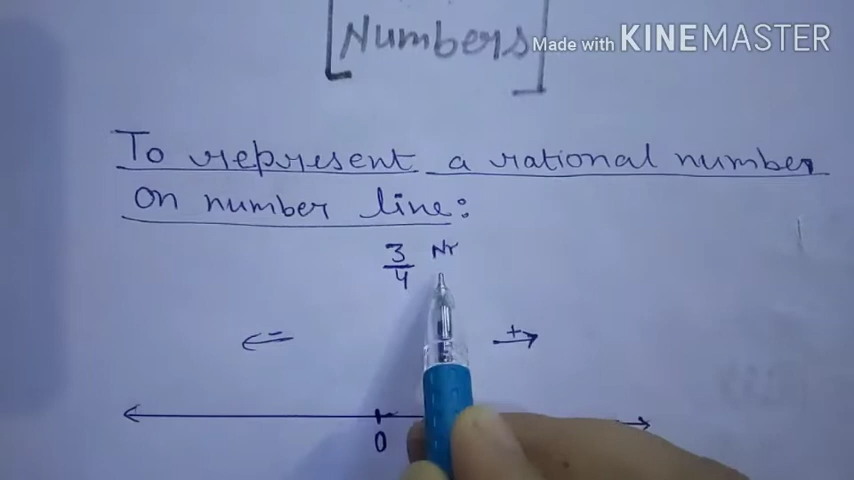 Numbers
Made with KINEMASTER
To represent a rational number
on number line:
3 Nr
4
- +
0